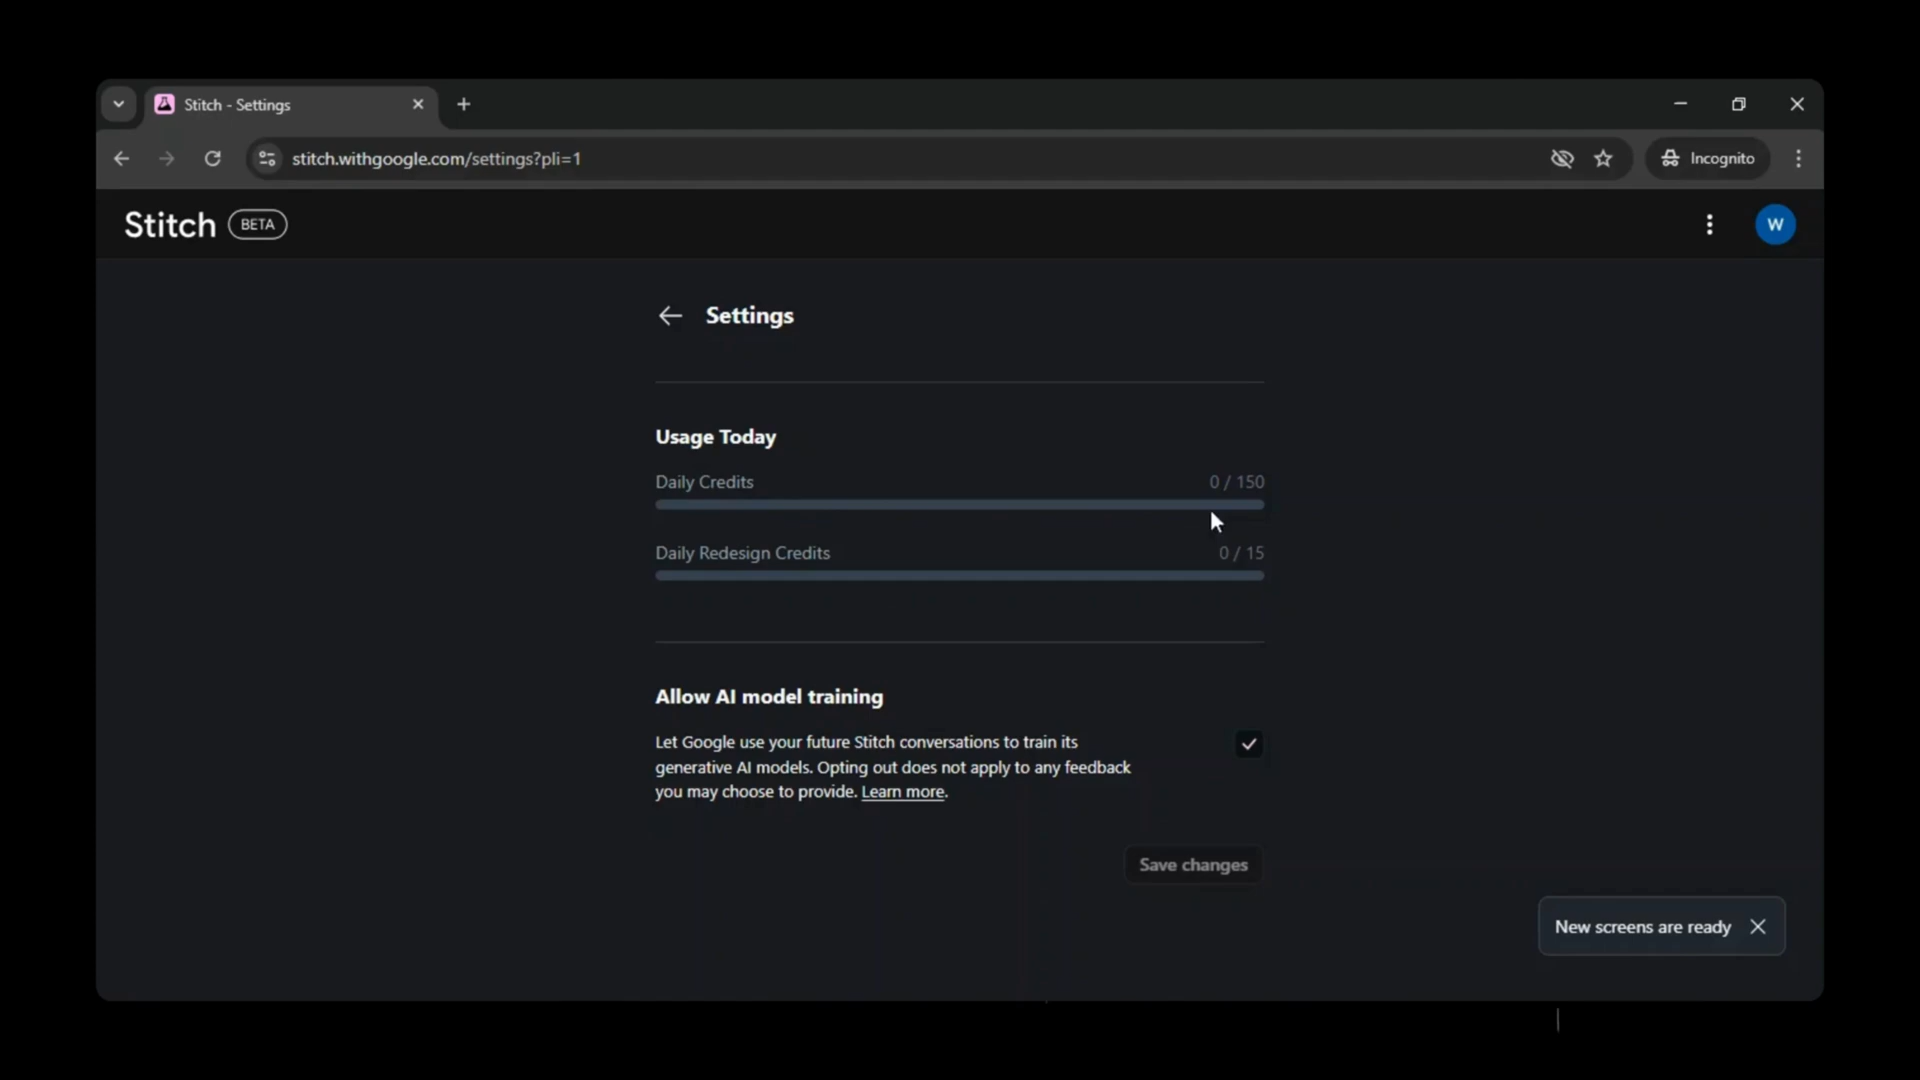 Stitch - Settings
stitch.withgoogle.com/settings?pli=1
Incognito
Stitch BETA
W
Settings
Usage Today
Daily Credits 0 / 150
Daily Redesign Credits 0 / 15
Allow AI model training
Let Google use your future Stitch conversations to train its
generative AI models. Opting out does not apply to any feedback
you may choose to provide. Learn more.
Save changes
New screens are ready